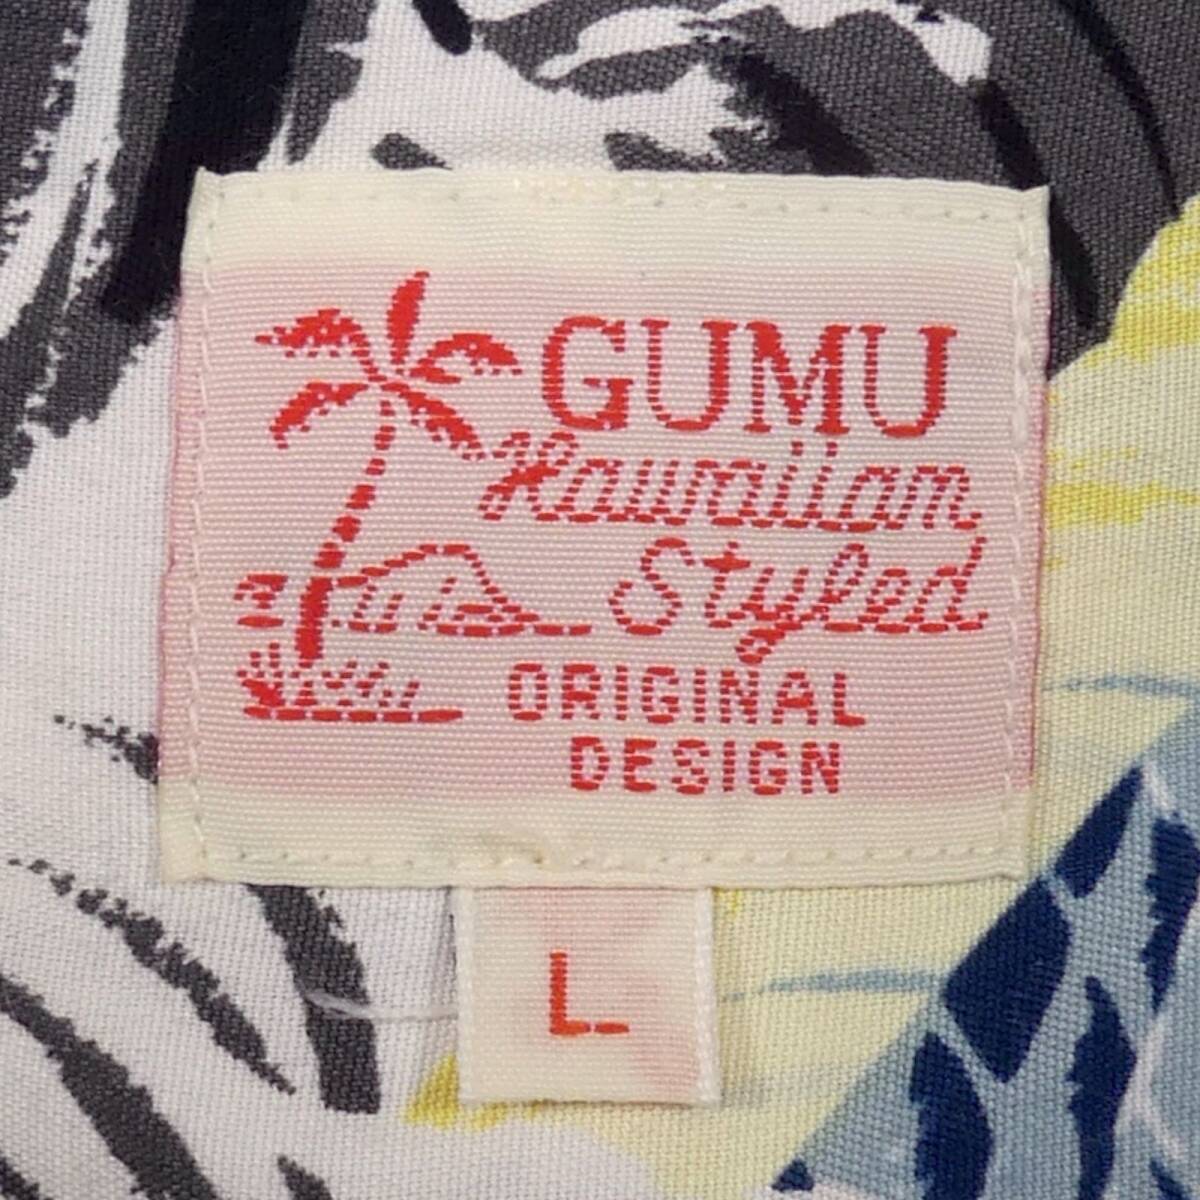 GUMU
Hawaiian
Styled
ORIGINAL
DESIGN
L